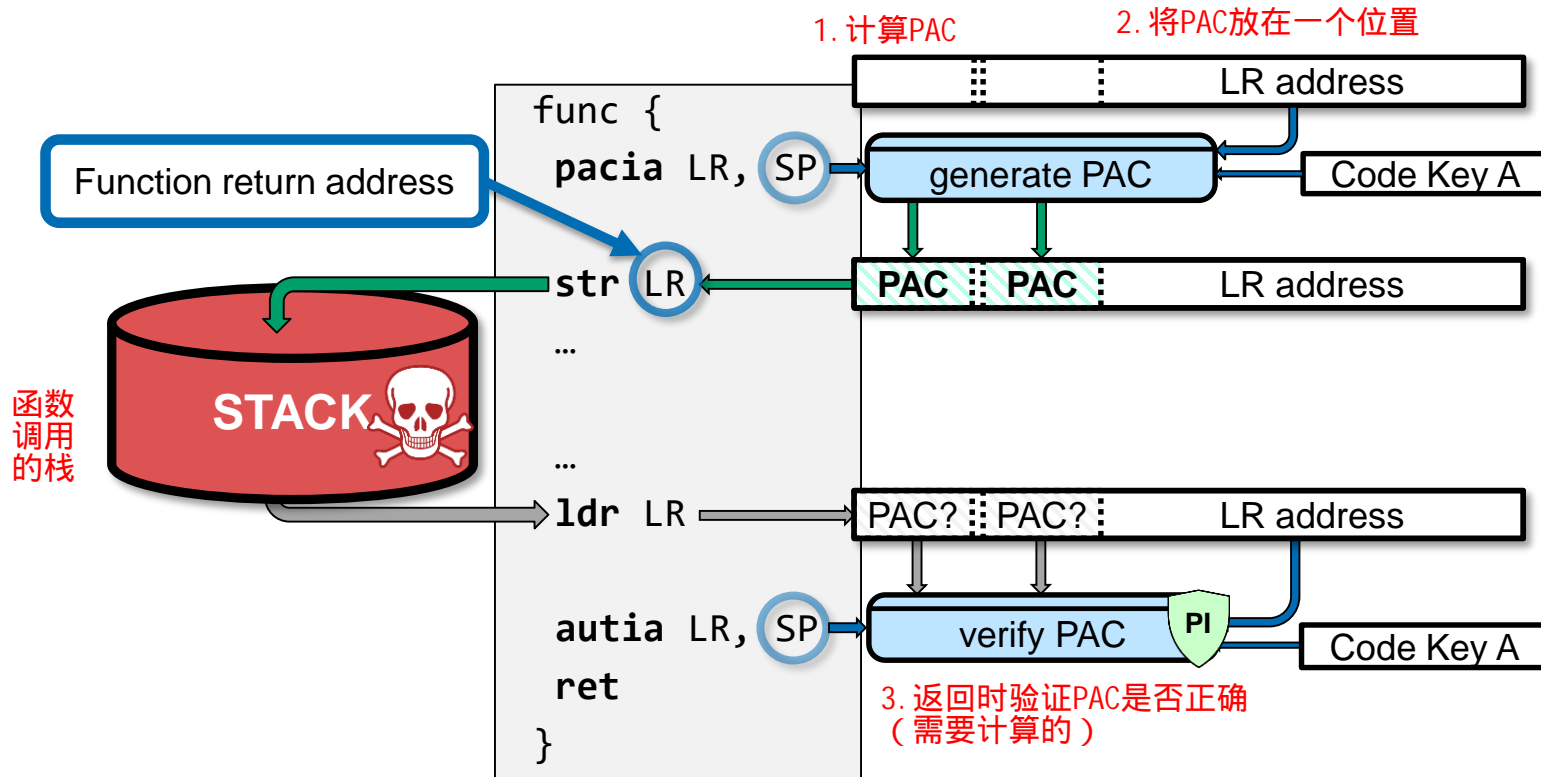 1.计算PAC
2.将PAC放在一个位置
LR address
func {
pacia LR, SP
generate PAC
Code Key A
Function return address
str LR
PAC
PAC
LR address
…
STACK
函数
调用
的栈
…
ldr LR
PAC?
PAC?
LR address
autia LR, SP
verify PAC
PI
Code Key A
ret
3.返回时验证PAC是否正确
（需要计算的）
}